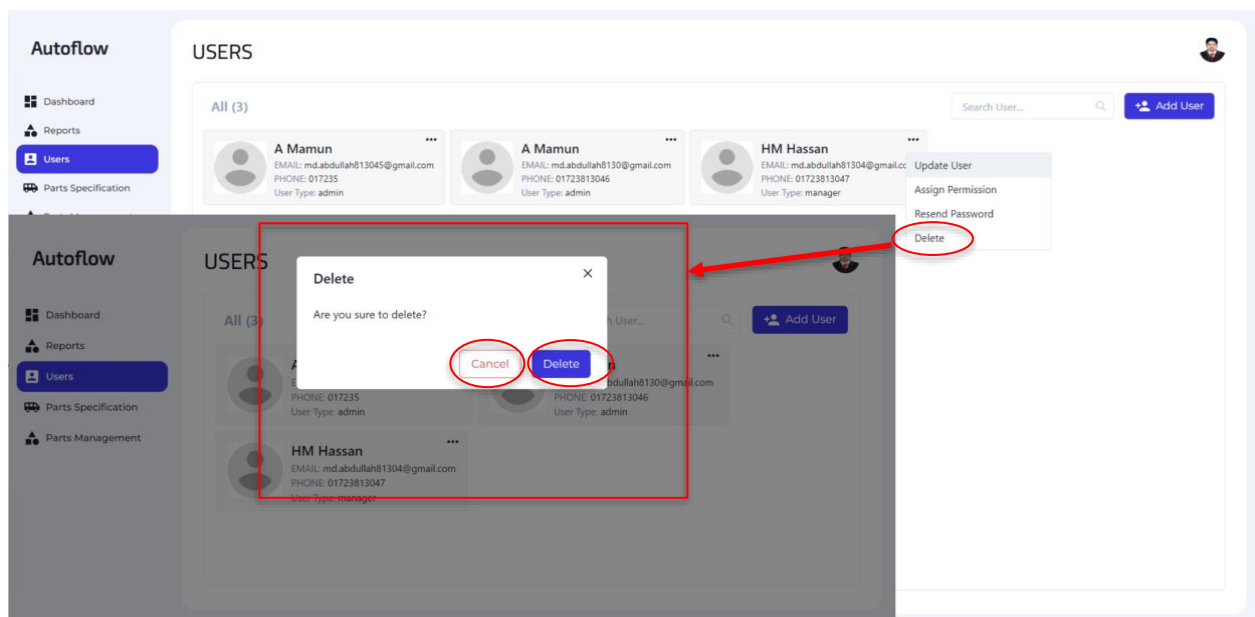 Autoflow
USERS
Dashboard
Reports
Users
Parts Specification
All (3)
Search User...
Add User
A Mamun
EMAIL: md.abdullah813045@gmail.com
PHONE: 017235
User Type: admin
A Mamun
EMAIL: md.abdullah8130@gmail.com
PHONE: 01723813046
User Type: admin
HM Hassan
EMAIL: md.abdullah81304@gmail.cc
PHONE: 01723813047
User Type: manager
Update User
Assign Permission
Resend Password
Delete
Autoflow
USERS
Dashboard
Reports
Users
Parts Specification
Parts Management
All (3)
h User...
Add User
Delete
Are you sure to delete?
Cancel
Delete
PHONE: 017235
User Type: admin
bdullah8130@gmail.com
PHONE: 01723813046
User Type: admin
HM Hassan
EMAIL: md.abdullah81304@gmail.com
PHONE: 01723813047
User Type: manager